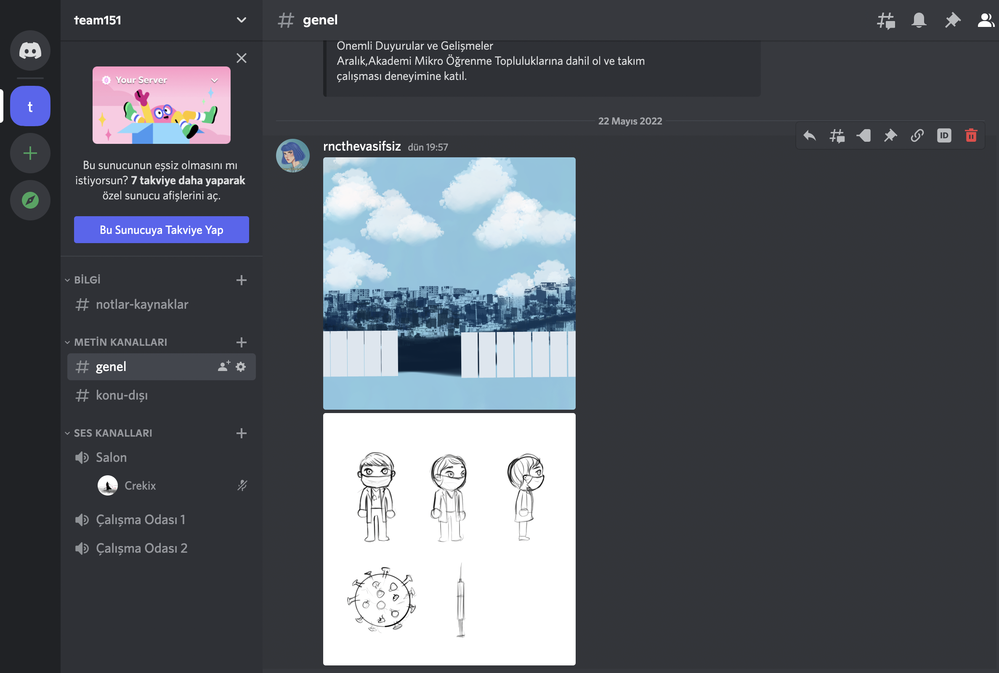 team151
Your Server
t
Bu sunucunun eşsiz olmasını mı
istiyorsun? 7 takviye daha yaparak
özel sunucu afişlerini aç.
Bu Sunucuya Takviye Yap
BİLGİ
notlar-kaynaklar
METİN KANALLARI
genel
konu-dışı
SES KANALLARI
Salon
Crekix
Çalışma Odası 1
Çalışma Odası 2
genel
Önemli Duyurular ve Gelişmeler
Aralık,Akademi Mikro Öğrenme Topluluklarına dahil ol ve takım
çalışması deneyimine katıl.
22 Mayıs 2022
ID
rncthevasifsiz dün 19:57